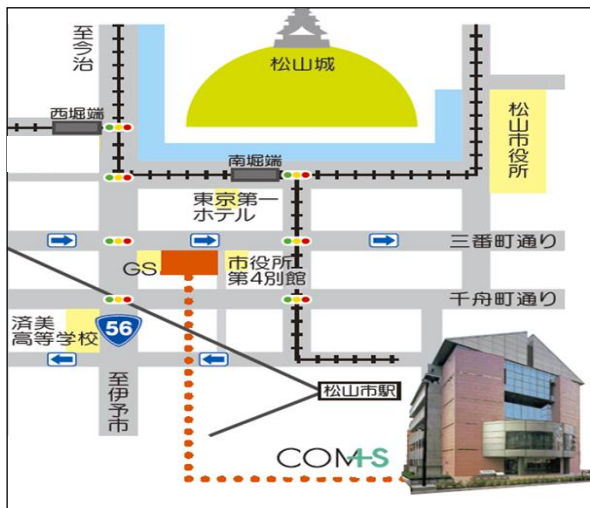 至今治
松山城
西堀端
南堀端
松山市役所
東京第一
ホテル
三番町通り
GS
市役所
第4別館
千舟町通り
済美
高等学校
56
至伊予市
松山市駅
COMS